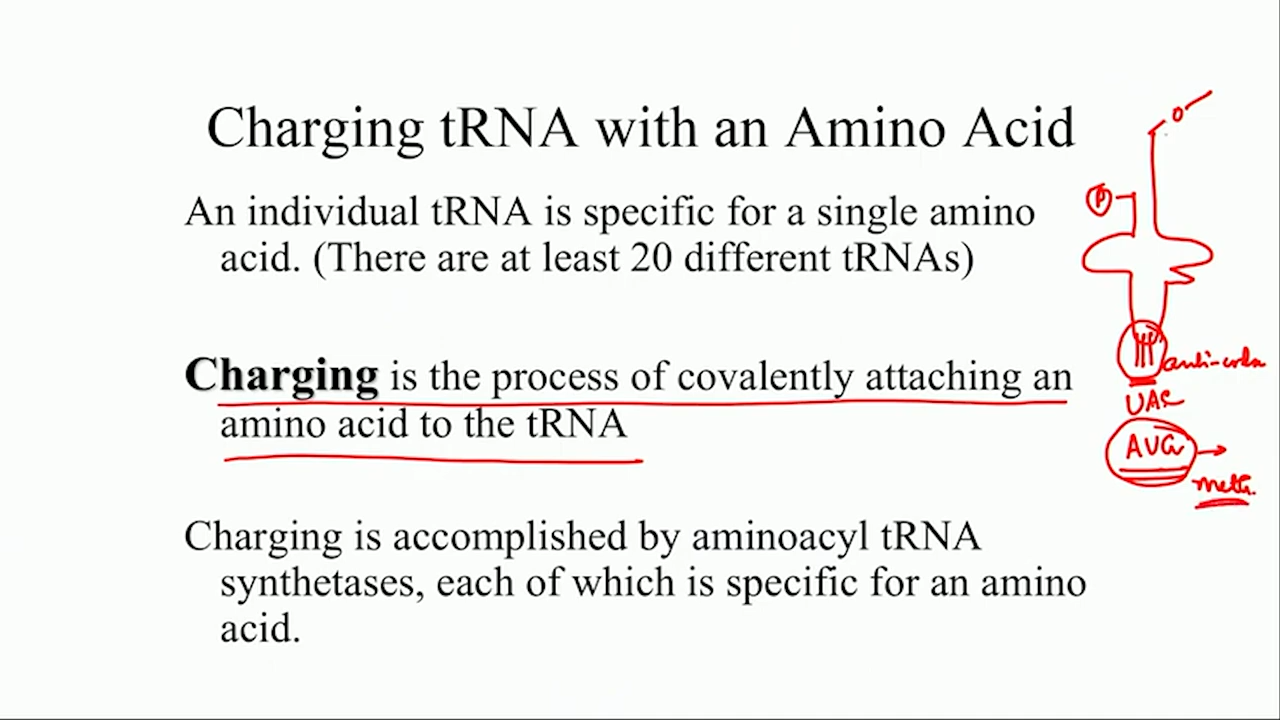 Charging tRNA with an Amino Acid
An individual tRNA is specific for a single amino
acid. (There are at least 20 different tRNAs)
Charging is the process of covalently attaching an
amino acid to the tRNA
Charging is accomplished by aminoacyl tRNA
synthetases, each of which is specific for an amino
acid.
O
P
UAC
AUG
Meth.